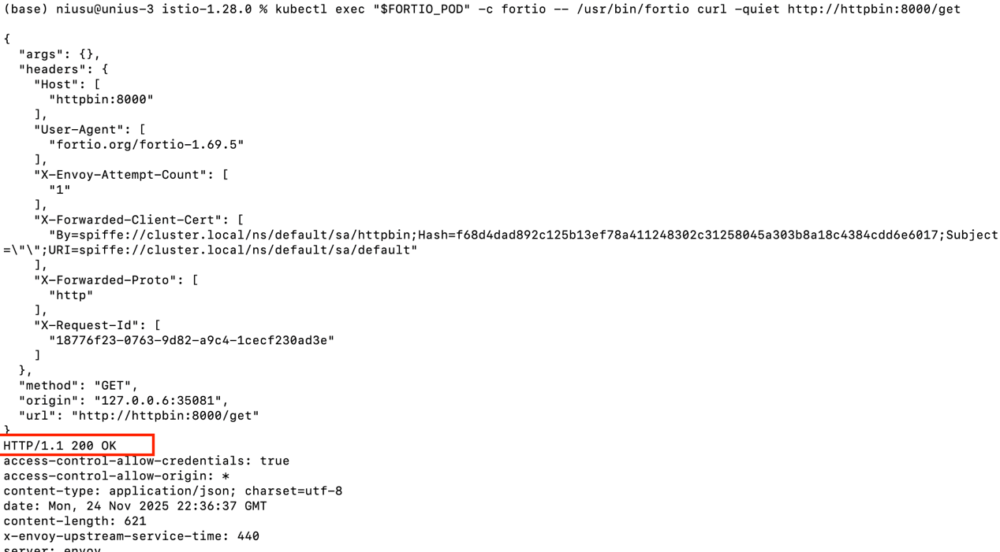 (base) niusu@unius-3 istio-1.28.0 % kubectl exec "$FORTIO_POD" -c fortio -- /usr/bin/fortio curl -quiet http://httpbin:8000/get
{
  "args": {},
  "headers": {
    "Host": [
      "httpbin:8000"
    ],
    "User-Agent": [
      "fortio.org/fortio-1.69.5"
    ],
    "X-Envoy-Attempt-Count": [
      "1"
    ],
    "X-Forwarded-Client-Cert": [
      "By=spiffe://cluster.local/ns/default/sa/httpbin;Hash=f68d4dad892c125b13ef78a411248302c31258045a303b8a18c4384cdd6e6017;Subject
=\"\";URI=spiffe://cluster.local/ns/default/sa/default"
    ],
    "X-Forwarded-Proto": [
      "http"
    ],
    "X-Request-Id": [
      "18776f23-0763-9d82-a9c4-1cecf230ad3e"
    ]
  },
  "method": "GET",
  "origin": "127.0.0.6:35081",
  "url": "http://httpbin:8000/get"
}
HTTP/1.1 200 OK
access-control-allow-credentials: true
access-control-allow-origin: *
content-type: application/json; charset=utf-8
date: Mon, 24 Nov 2025 22:36:37 GMT
content-length: 621
x-envoy-upstream-service-time: 440
server: envoy